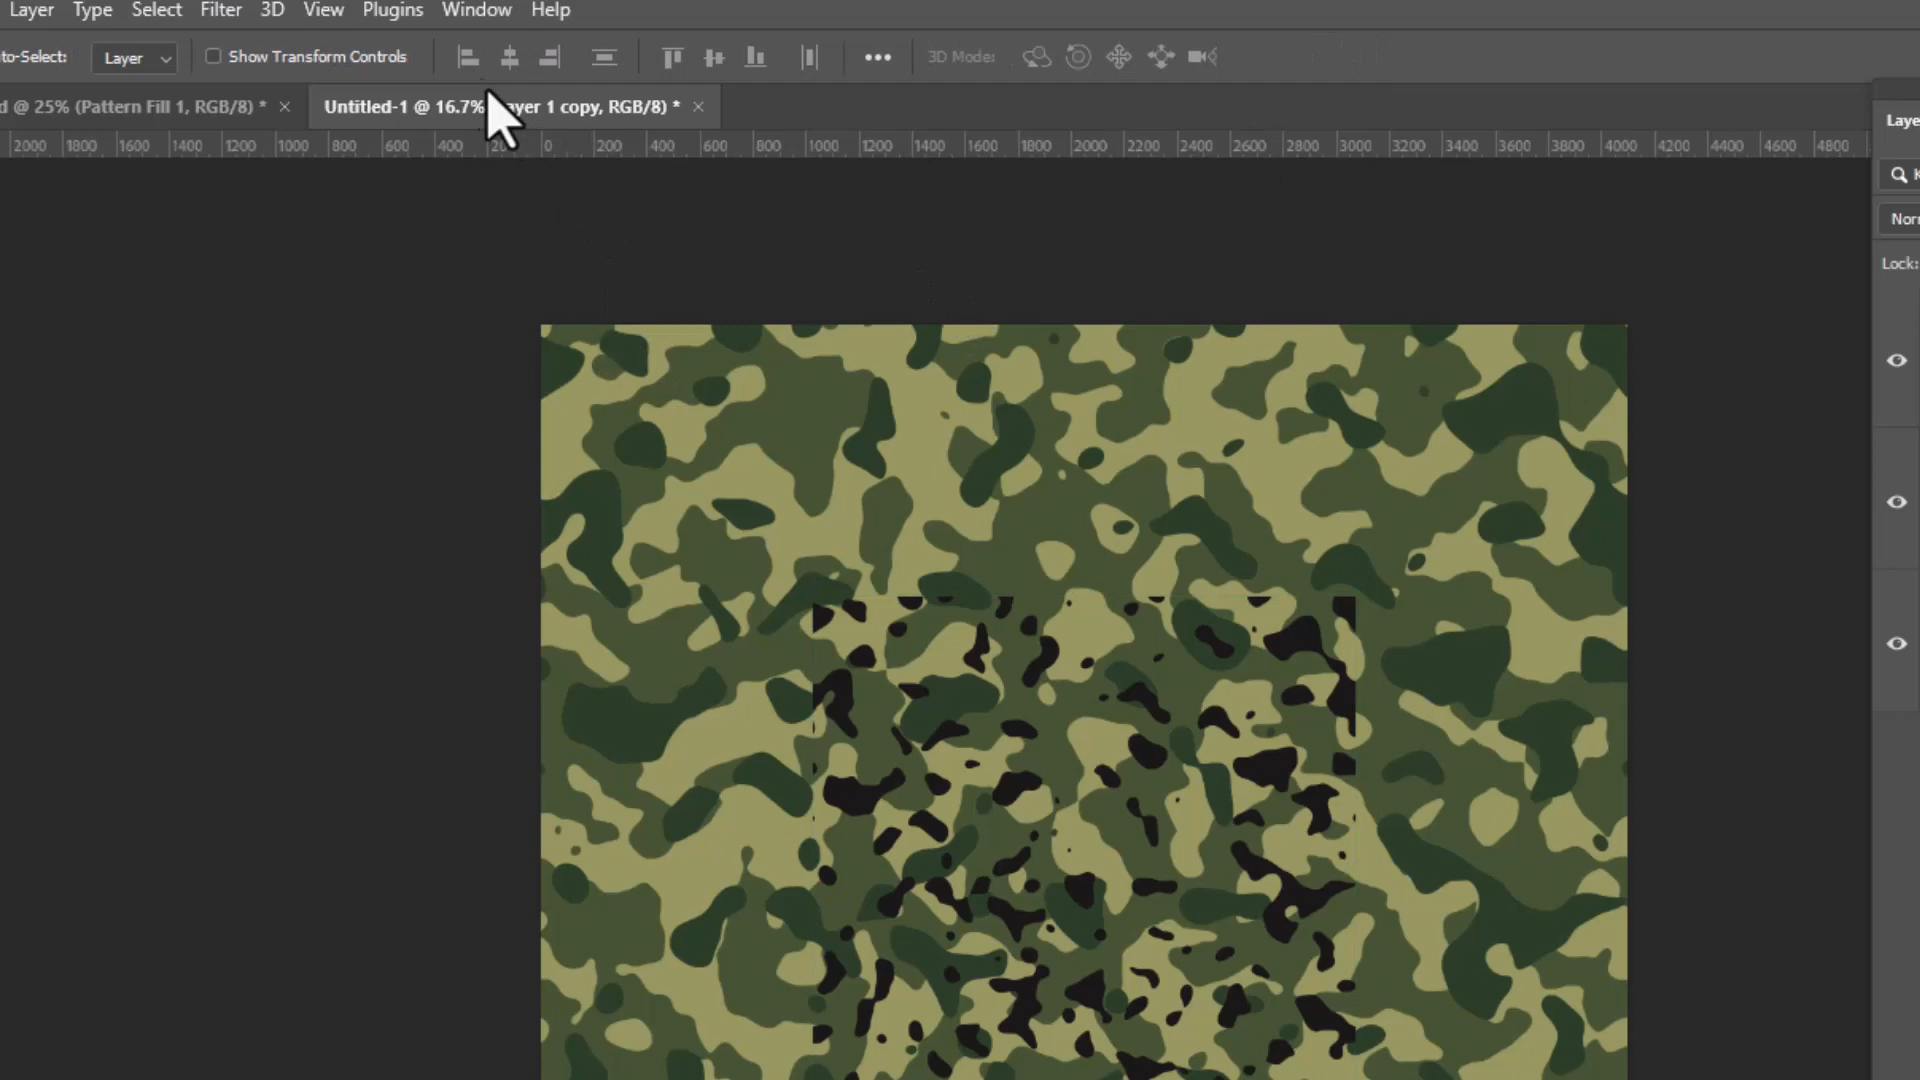 Layer Type Select Filter 3D View Plugins Window Help
to-Select: Layer Show Transform Controls 3D Mode:
d @ 25% (Pattern Fill 1, RGB/8) * × Untitled-1 @ 16.7% ayer 1 copy, RGB/8) * ×
2000 1800 1600 1400 1200 1000 800 600 400 200 0 200 400 600 800 1000 1200 1400 1600 1800 2000 2200 2400 2600 2800 3000 3200 3400 3600 3800 4000 4200 4400 4600 4800
Laye
K
Norr
Lock: